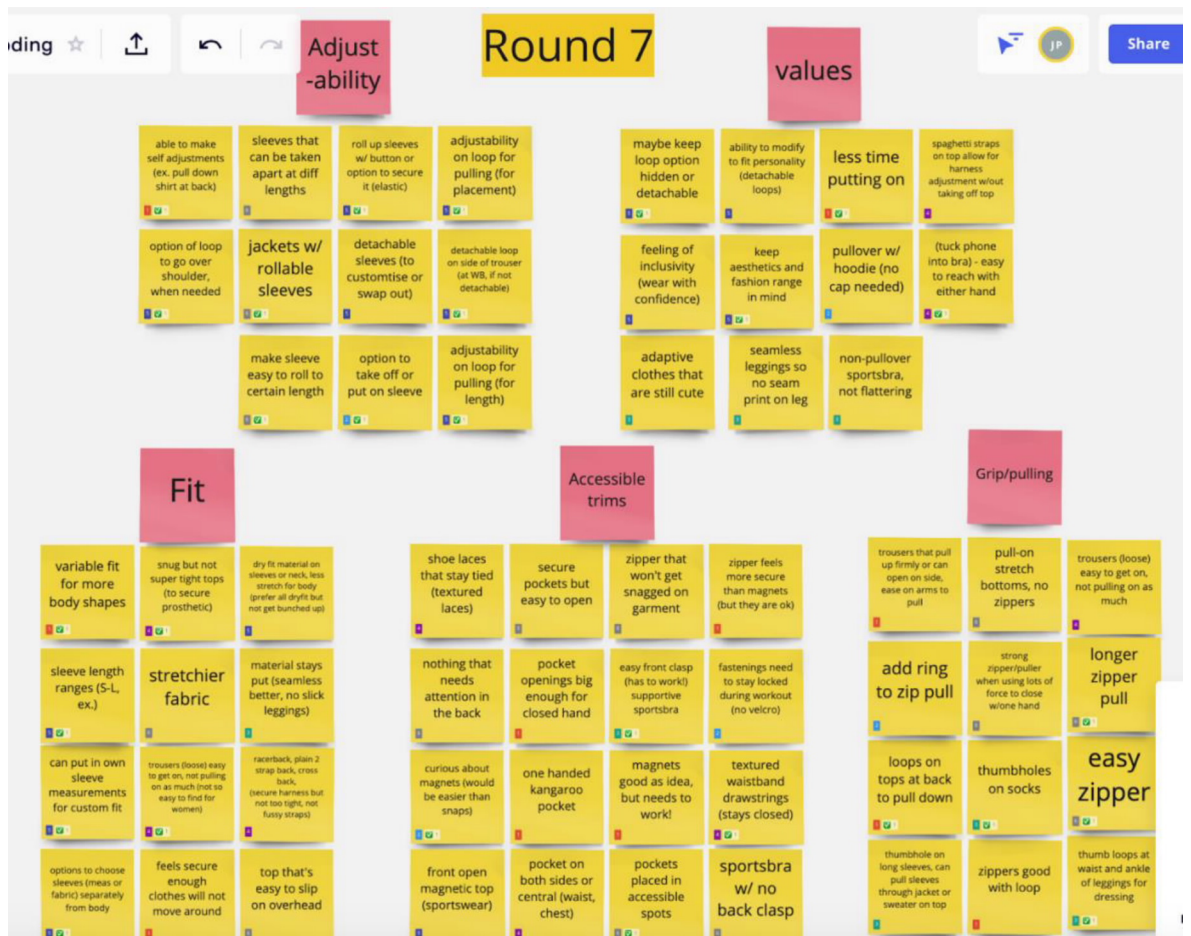 ding
Round 7
JP
Share
Adjust
-ability
able to make
self adjustments
(ex. pull down
shirt at back)
sleeves that
can be taken
apart at diff
lengths
roll up sleeves
w/ button or
option to secure
it (elastic)
adjustability
on loop for
pulling (for
placement)
option of loop
to go over
shoulder,
when needed
jackets w/
rollable
sleeves
detachable
sleeves (to
customtise or
swap out)
detachable loop
on side of trouser
(at WB, if not
detachable)
make sleeve
easy to roll to
certain length
option to
take off or
put on sleeve
adjustability
on loop for
pulling (for
length)
values
maybe keep
loop option
hidden or
detachable
ability to modify
to fit personality
(detachable
loops)
less time
putting on
spaghetti straps
on top allow for
harness
adjustment w/out
taking off top
feeling of
inclusivity
(wear with
confidence)
keep
aesthetics and
fashion range
in mind
pullover w/
hoodie (no
cap needed)
(tuck phone
into bra) - easy
to reach with
either hand
adaptive
clothes that
are still cute
seamless
leggings so
no seam
print on leg
non-pullover
sportsbra,
not flattering
Fit
variable fit
for more
body shapes
snug but not
super tight tops
(to secure
prosthetic)
dry fit material on
sleeves or neck, less
stretch for body
(prefer all dryfit but
not get bunched up)
sleeve length
ranges (S-L,
ex.)
stretchier
fabric
material stays
put (seamless
better, no slick
leggings)
can put in own
sleeve
measurements
for custom fit
trousers (loose) easy
to get on, not pulling
on as much (not so
easy to find for
women)
racerback, plain 2
strap back, cross
back,
(secure harness but
not too tight, not
fussy straps)
options to choose
sleeves (meas or
fabric) separately
from body
feels secure
enough
clothes will not
move around
top that's
easy to slip
on overhead
Accessible
trims
shoe laces
that stay tied
(textured
laces)
secure
pockets but
easy to open
zipper that
won't get
snagged on
garment
zipper feels
more secure
than magnets
(but they are ok)
nothing that
needs
attention in
the back
pocket
openings big
enough for
closed hand
easy front clasp
(has to work!)
supportive
sportsbra
fastenings need
to stay locked
during workout
(no velcro)
curious about
magnets (would
be easier than
snaps)
one handed
kangaroo
pocket
magnets
good as idea,
but needs to
work!
textured
waistband
drawstrings
(stays closed)
front open
magnetic top
(sportswear)
pocket on
both sides or
central (waist,
chest)
pockets
placed in
accessible
spots
sportsbra
w/ no
back clasp
Grip/pulling
trousers that pull
up firmly or can
open on side,
ease on arms to
pull
pull-on
stretch
bottoms, no
zippers
trousers (loose)
easy to get on,
not pulling on as
much
add ring
to zip pull
strong
zipper/puller
when using lots of
force to close
w/one hand
longer
zipper
pull
loops on
tops at back
to pull down
thumbholes
on socks
easy
zipper
thumbhole on
long sleeves, can
pull sleeves
through jacket or
sweater on top
zippers good
with loop
thumb loops at
waist and ankle
of leggings for
dressing